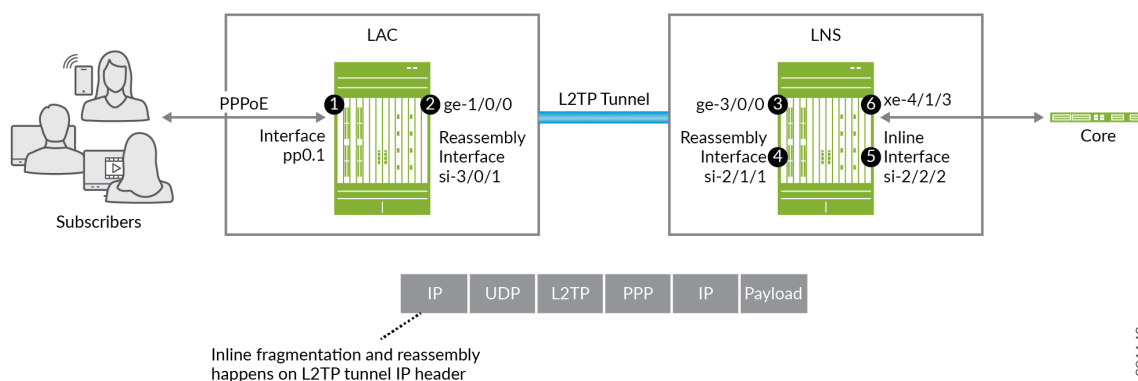 LAC
LNS
PPPoE
1
2 ge-1/0/0
L2TP Tunnel
ge-3/0/0 3
6 xe-4/1/3
Interface
pp0.1
Reassembly
Interface
si-3/0/1
Reassembly
Interface
si-2/1/1
4
5
Inline
Interface
si-2/2/2
Core
Subscribers
IP UDP L2TP PPP IP Payload
Inline fragmentation and reassembly
happens on L2TP tunnel IP header